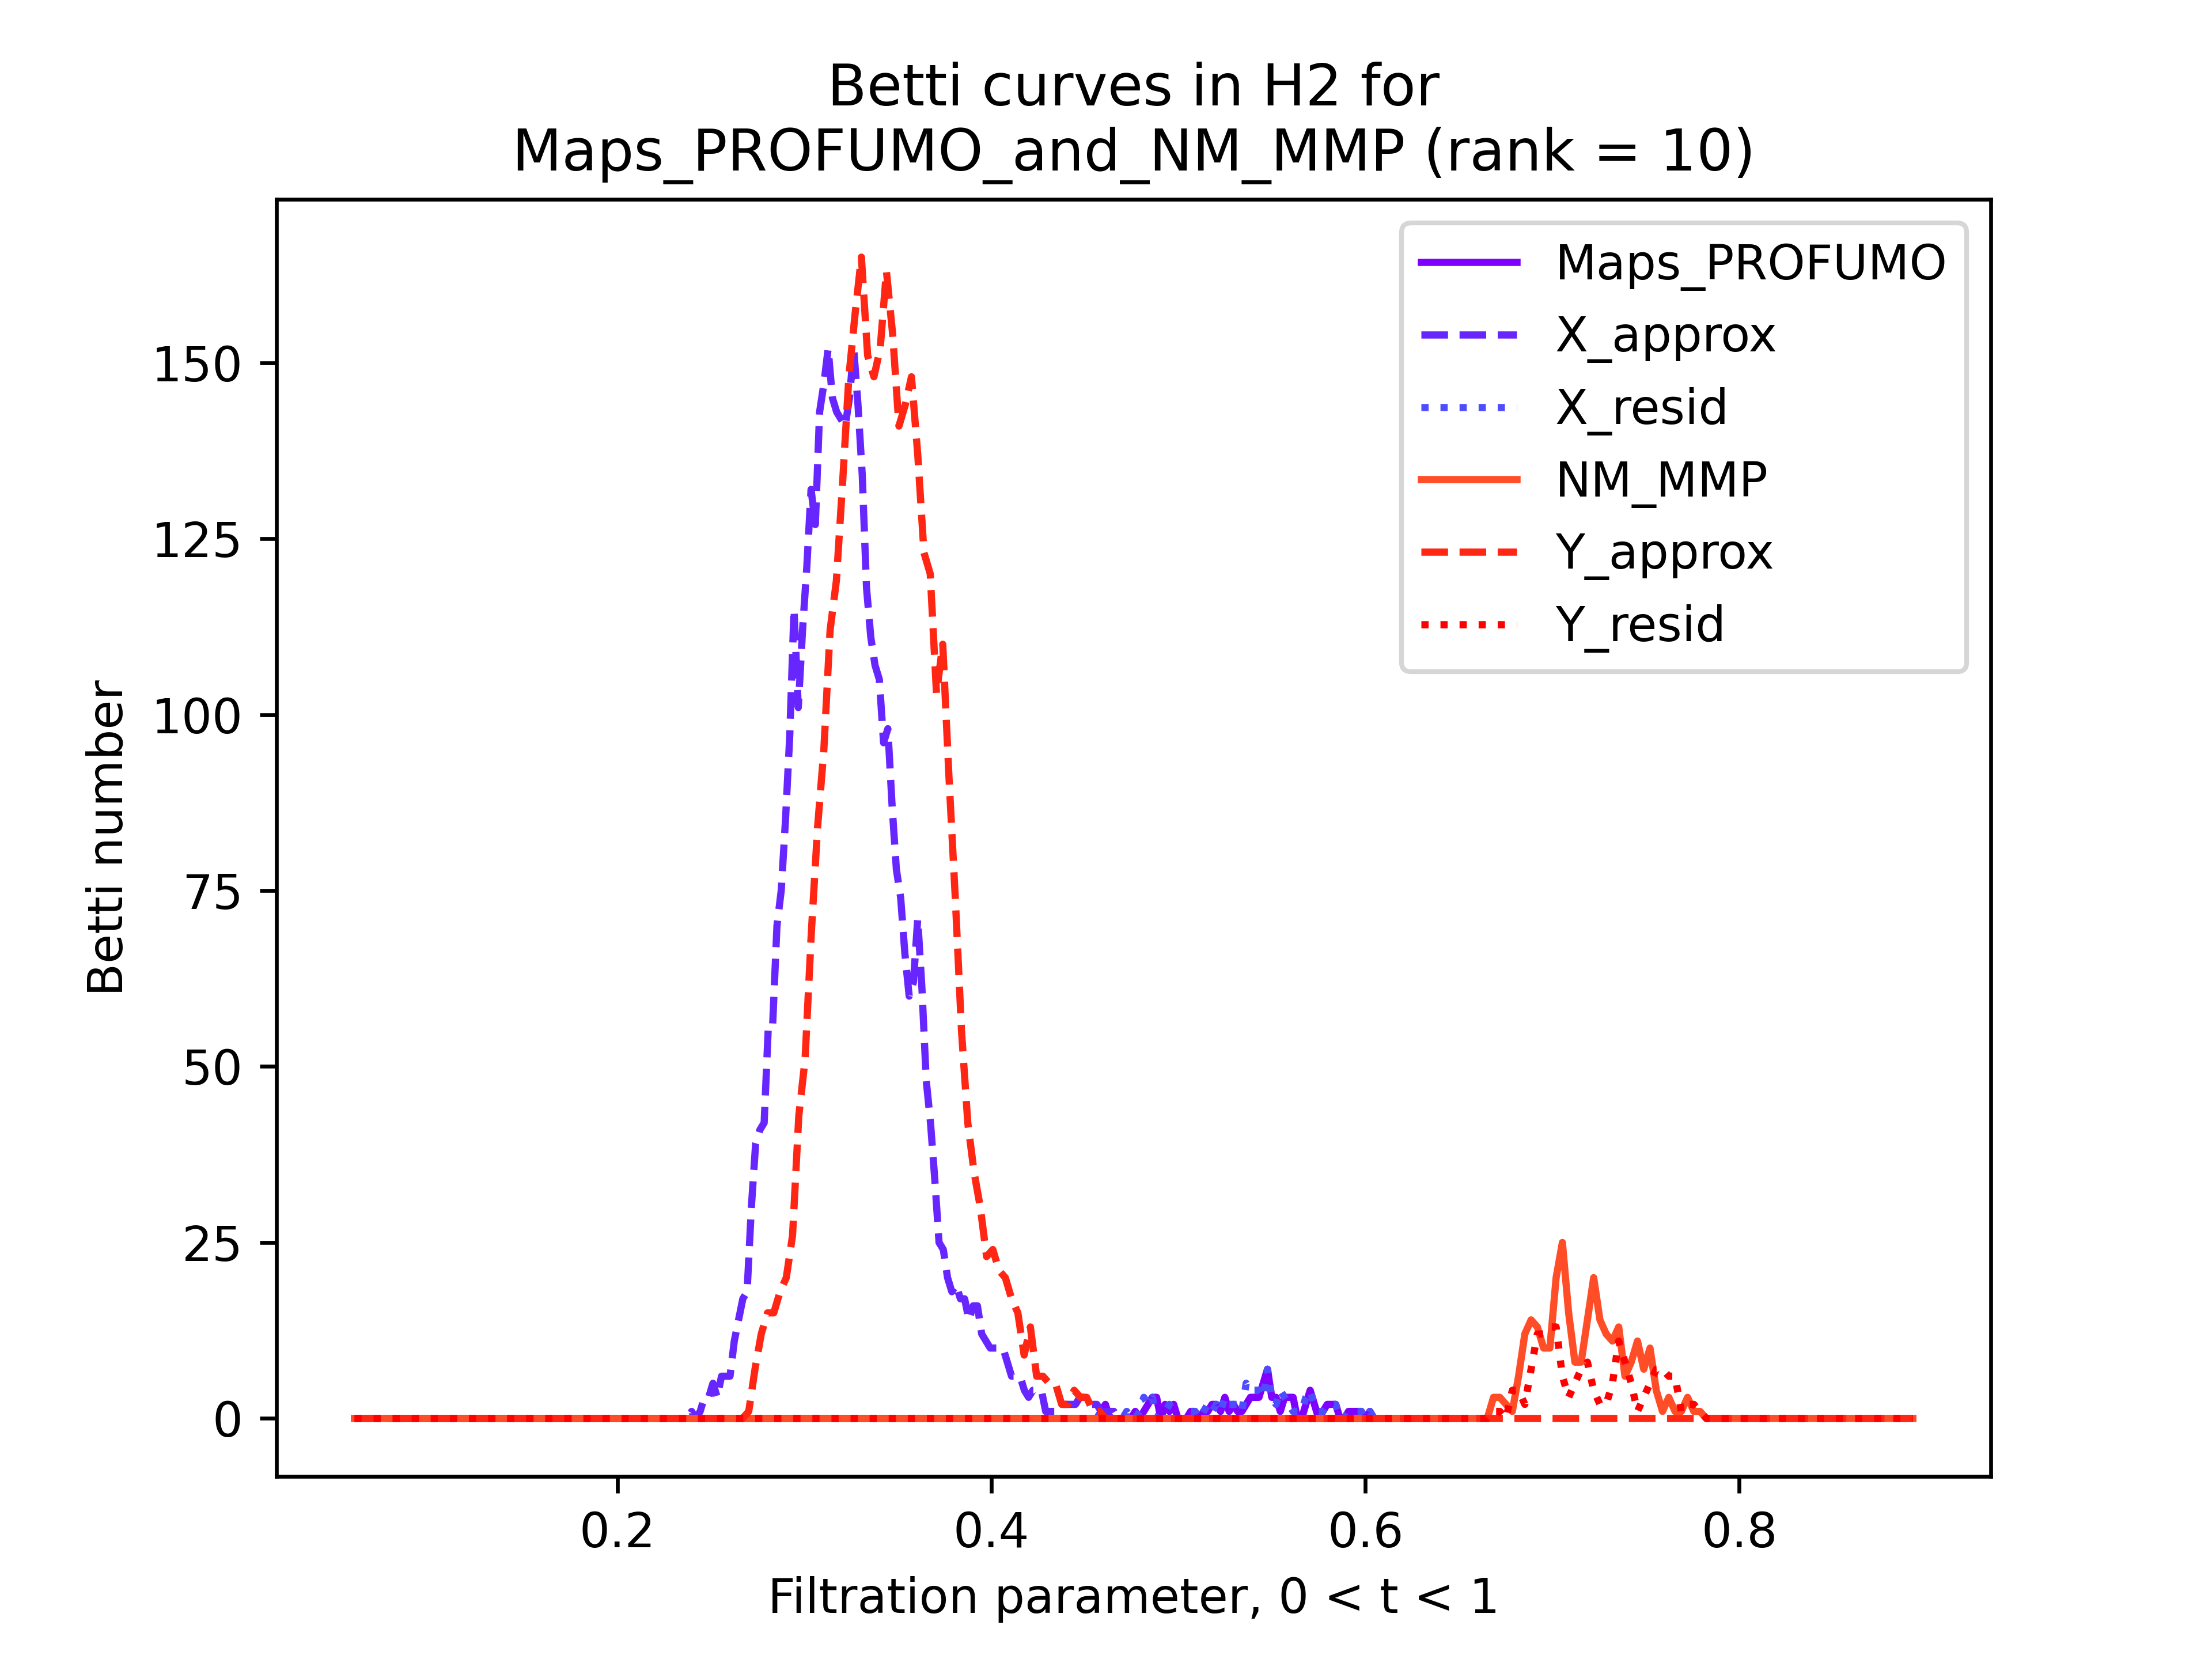 Betti curves in H2 for
Maps_PROFUMO_and_NM_MMP (rank = 10)
Maps_PROFUMO
X_approx
X_resid
NM_MMP
Y_approx
Y_resid
Betti number
150
125
100
75
50
25
0
0.2 0.4 0.6 0.8
Filtration parameter, 0 < t < 1